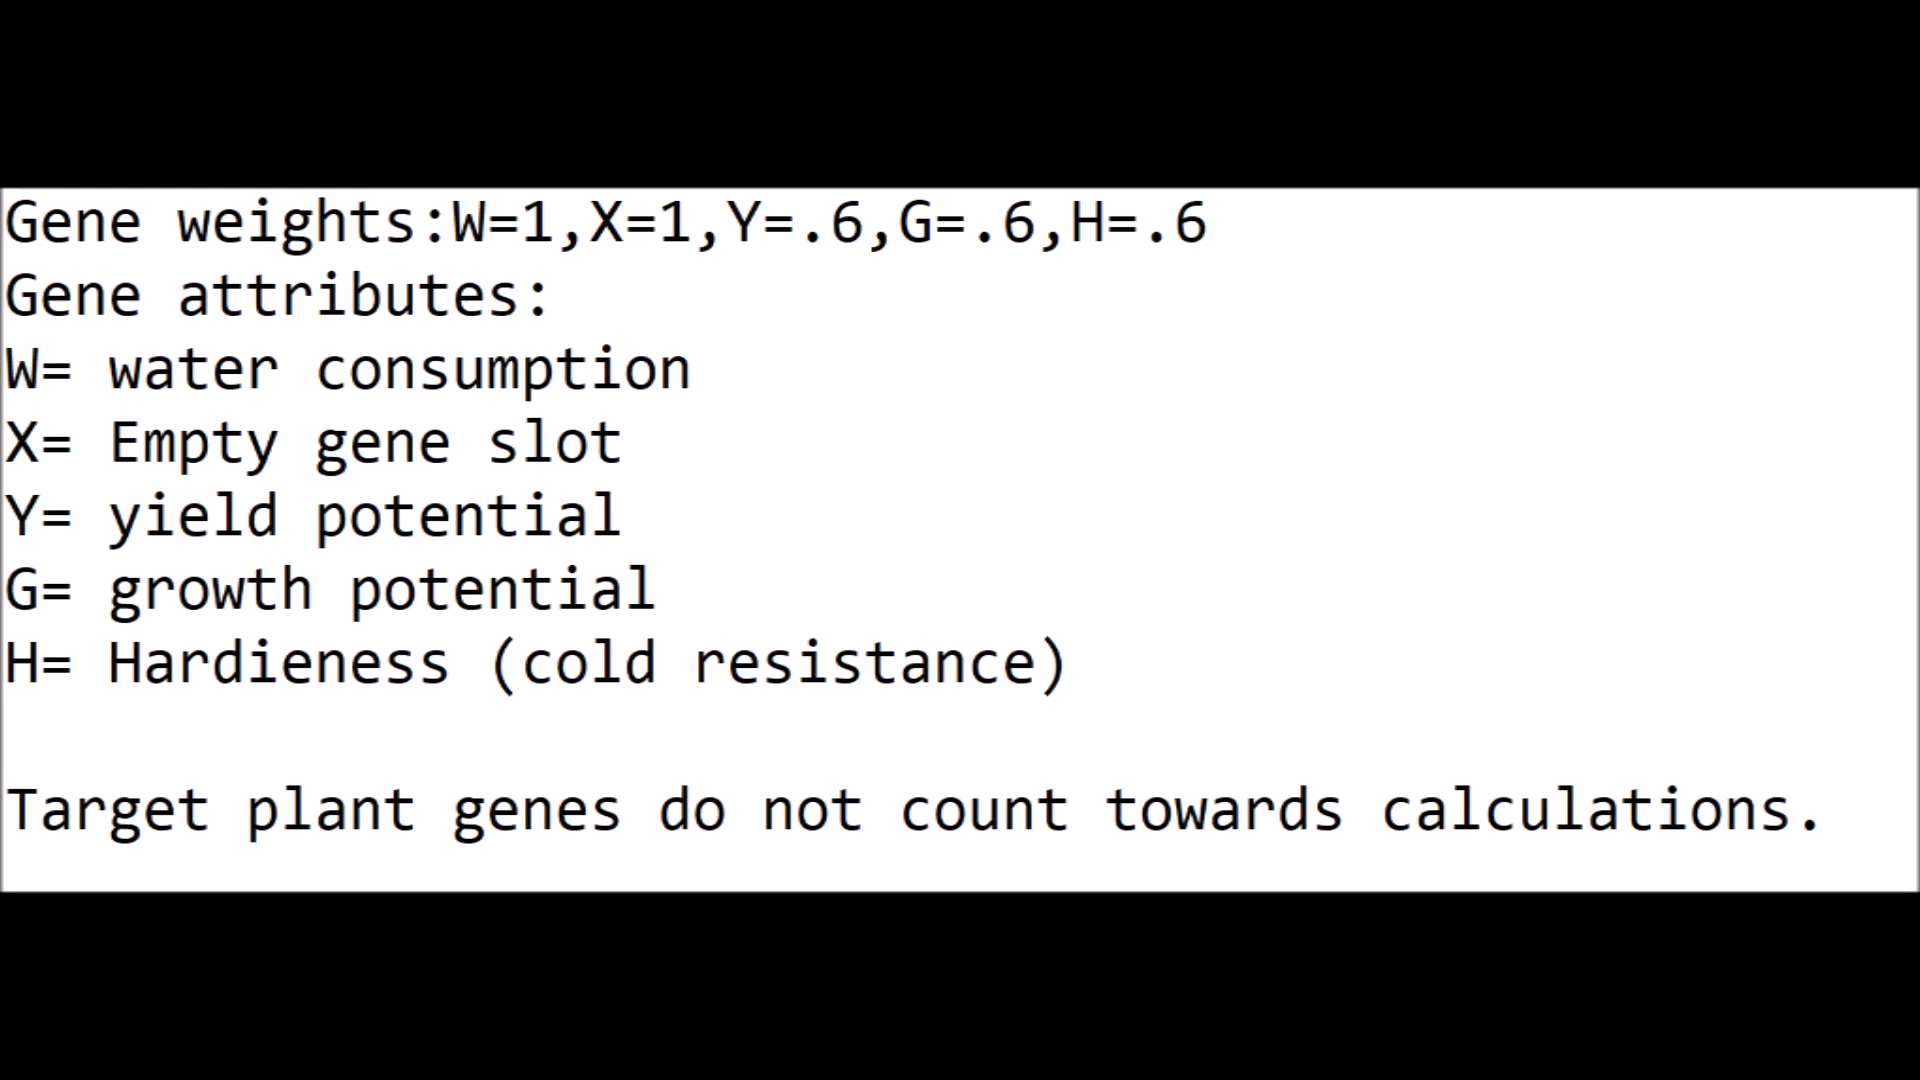 Gene weights:W=1,X=1,Y=.6,G=.6,H=.6
Gene attributes:
W= water consumption
X= Empty gene slot
Y= yield potential
G= growth potential
H= Hardieness (cold resistance)
Target plant genes do not count towards calculations.